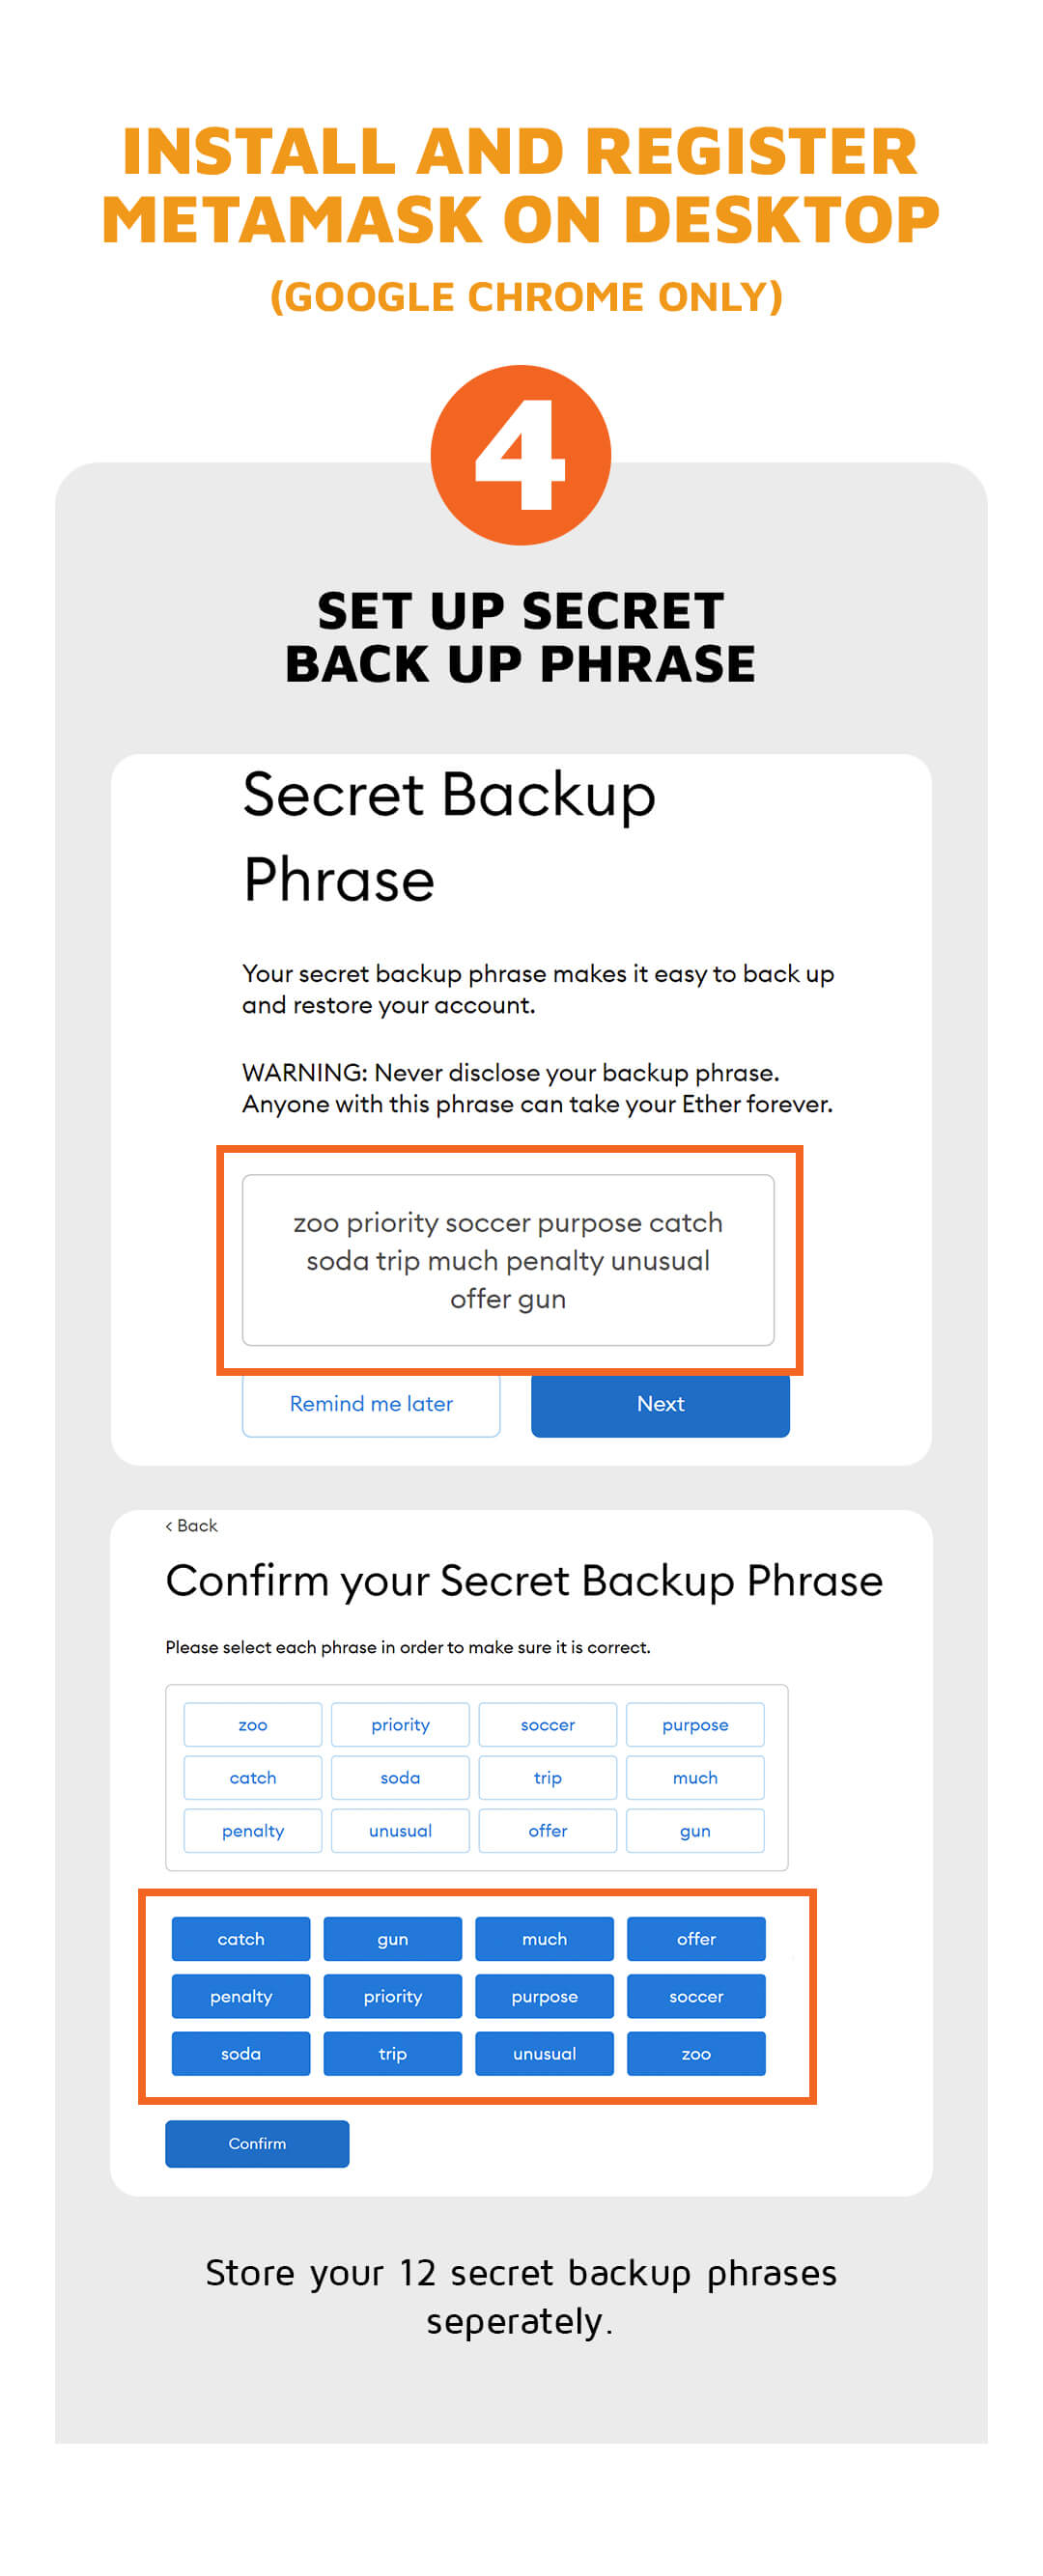 INSTALL AND REGISTER
METAMASK ON DESKTOP
(GOOGLE CHROME ONLY)
4
SET UP SECRET
BACK UP PHRASE
Secret Backup
Phrase
Your secret backup phrase makes it easy to back up
and restore your account.
WARNING: Never disclose your backup phrase.
Anyone with this phrase can take your Ether forever.
zoo priority soccer purpose catch
soda trip much penalty unusual
offer gun
Remind me later Next
< Back
Confirm your Secret Backup Phrase
Please select each phrase in order to make sure it is correct.
zoo priority soccer purpose
catch soda trip much
penalty unusual offer gun
catch gun much offer
penalty priority purpose soccer
soda trip unusual zoo
Confirm
Store your 12 secret backup phrases
seperately.